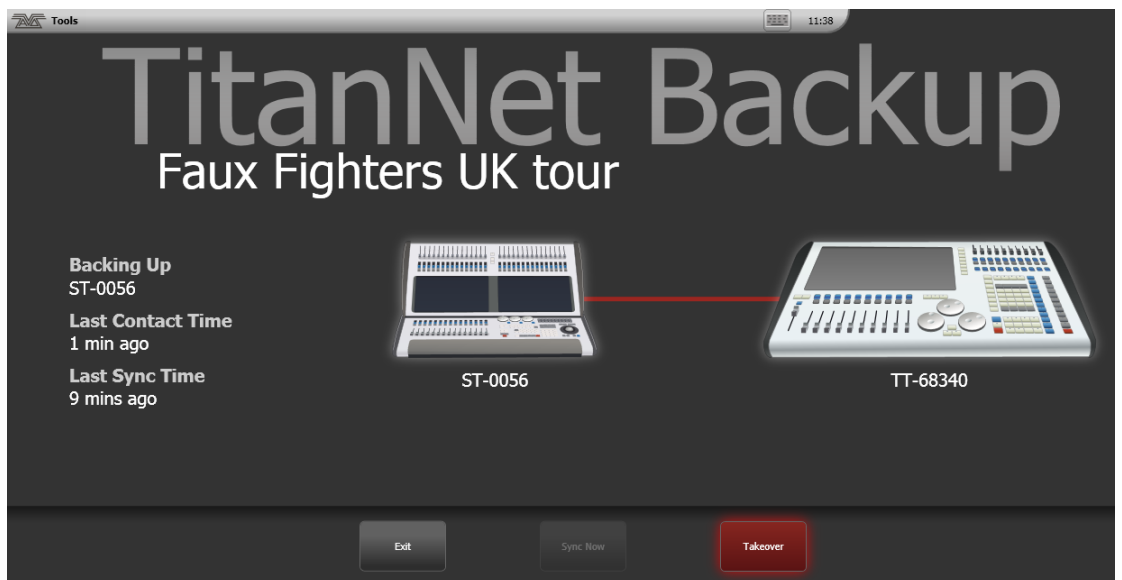 Tools
11:38
TitanNet Backup
Faux Fighters UK tour
Backing Up
ST-0056
Last Contact Time
1 min ago
Last Sync Time
9 mins ago
ST-0056
TT-68340
Exit
Sync Now
Takeover